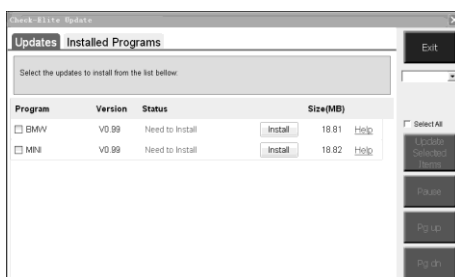 Check-Elite Update
Updates Installed Programs
Exit
Select the updates to install from the list bellow:
Program Version Status Size(MB)
Select All
BMW V0.99 Need to Install Install 18.81 Help
MINI V0.99 Need to Install Install 18.82 Help
Update
Selected
Items
Pause
Pg up
Pg dn